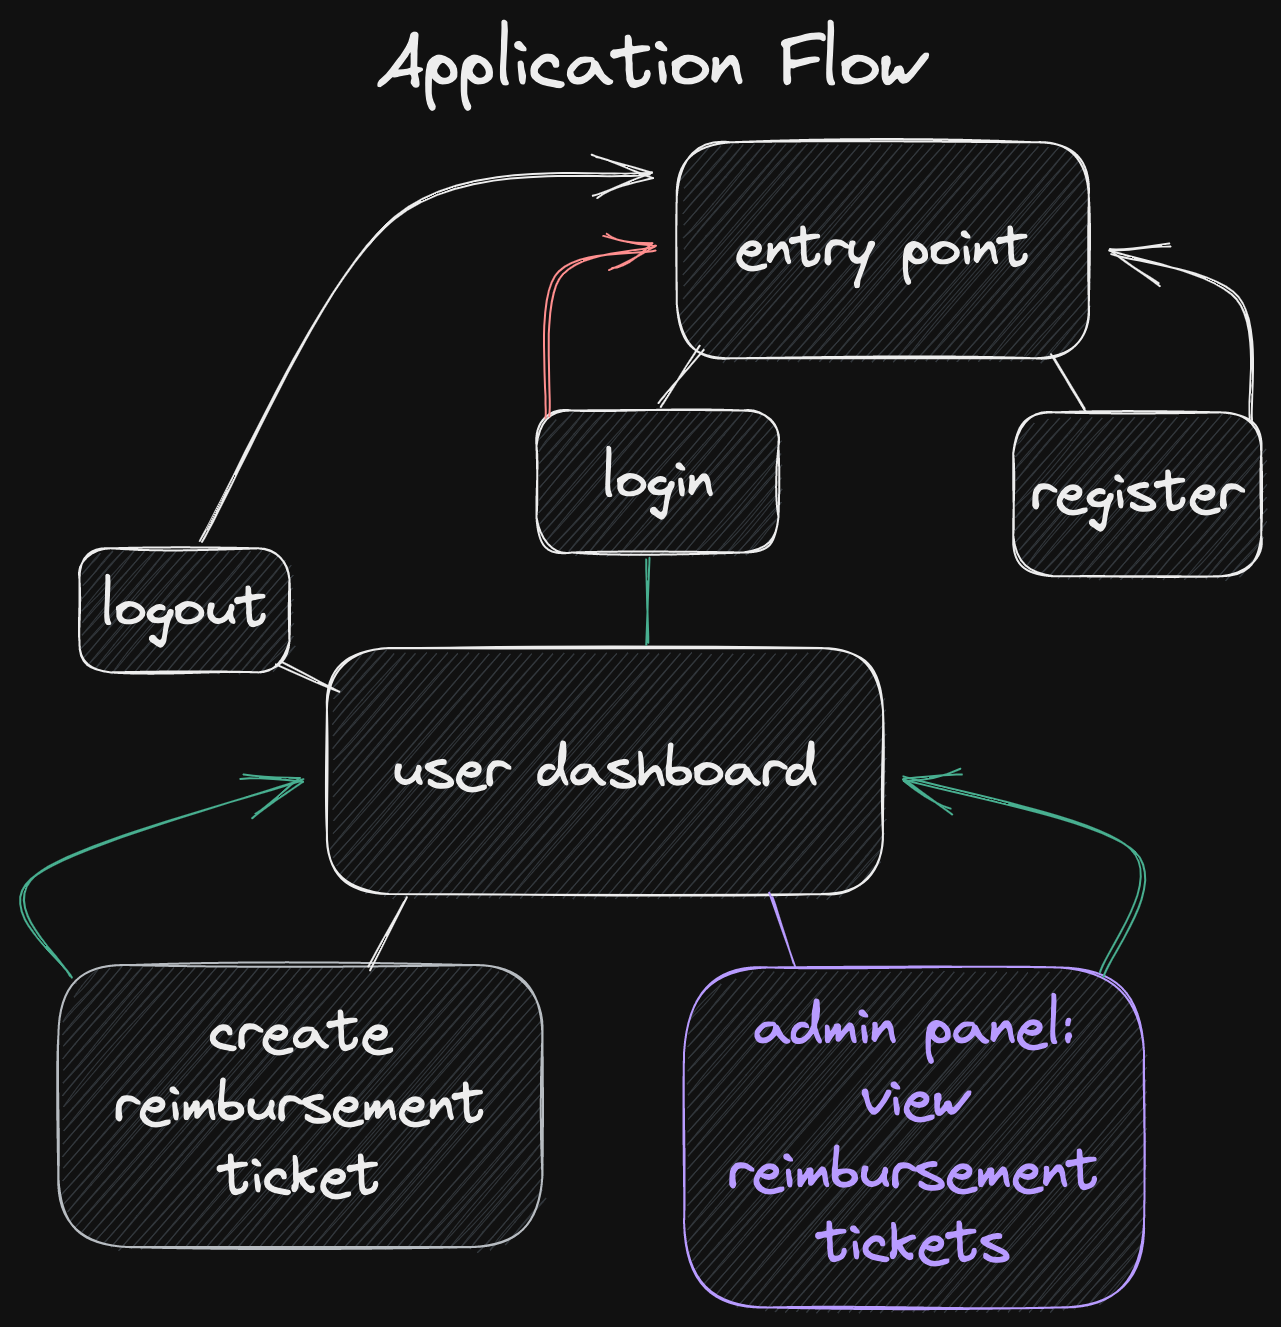 Application Flow
entry point
login
register
logout
user dashboard
create
reimbursement
ticket
admin panel:
view
reimbursement
tickets